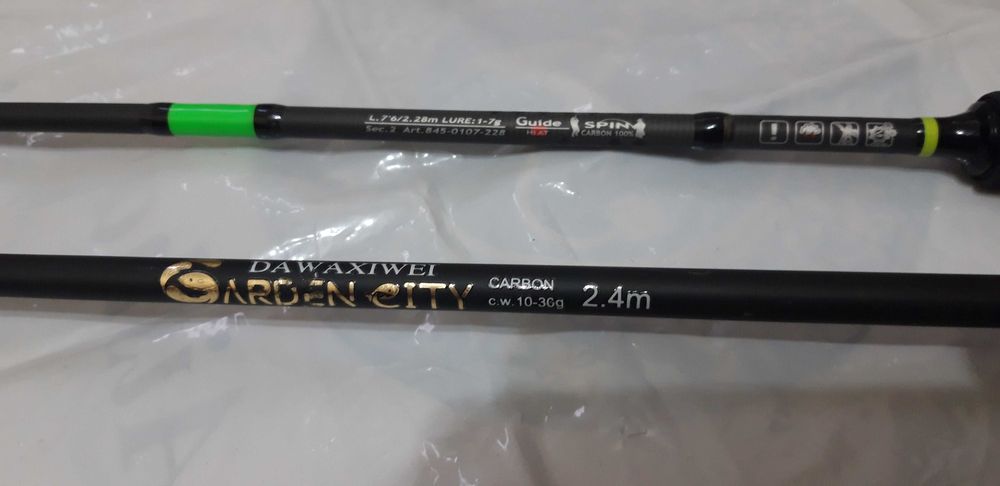 L.7'6/2.28m LURE:1-7g
Sec.2 Art.845-0107-228
Guide
HEAT
SPIN
CARBON 100%
DAWAXIWEI
GARDEN CITY
CARBON
c.w.10-30g
2.4m